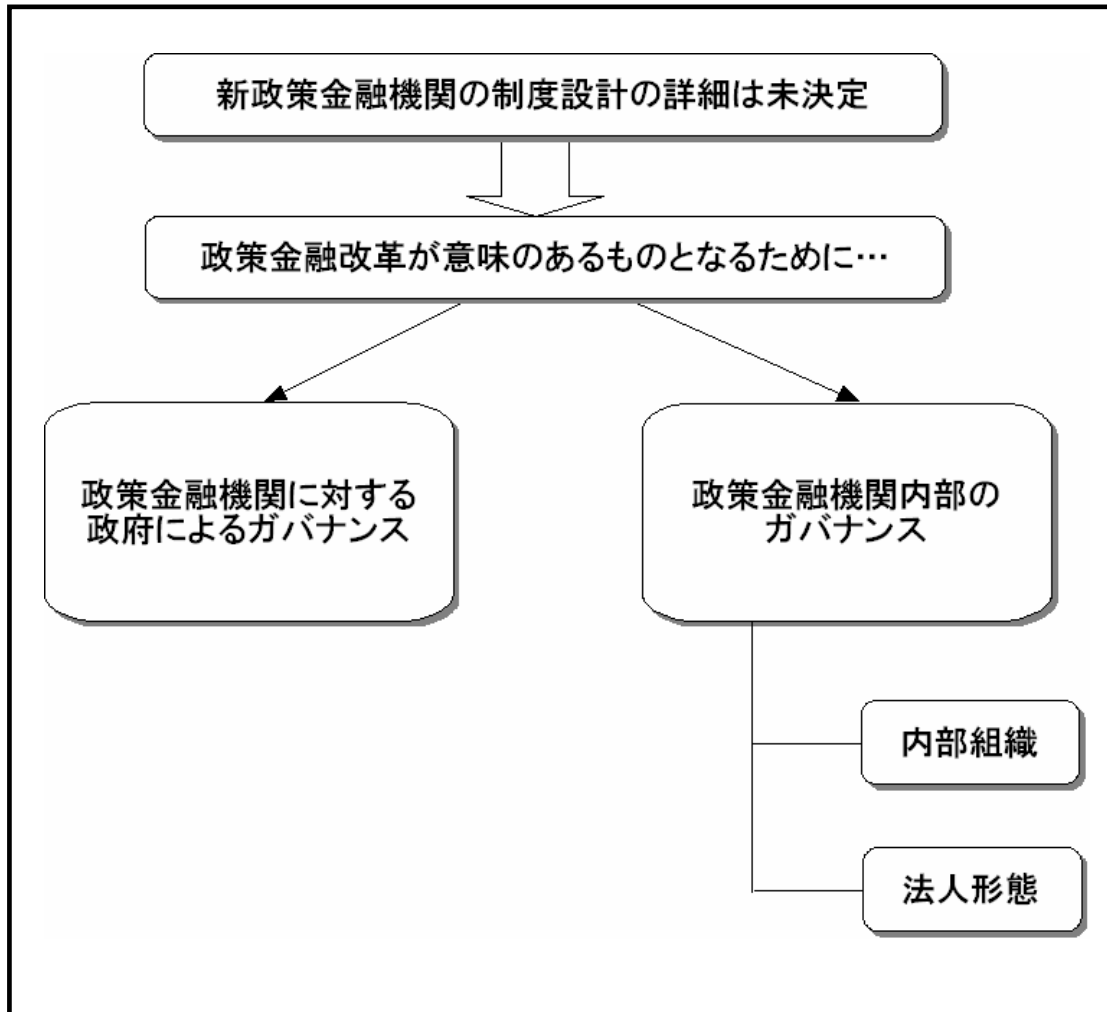 新政策金融機関の制度設計の詳細は未決定
政策金融改革が意味のあるものとなるために…
政策金融機関に対する
政府によるガバナンス
政策金融機関内部の
ガバナンス
内部組織
法人形態